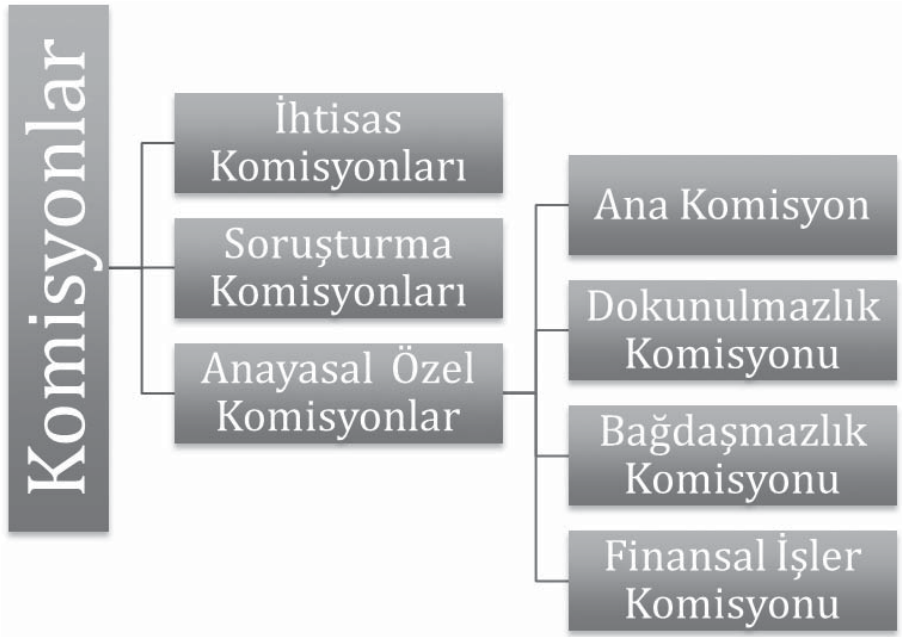 Komisyonlar
İhtisas
Komisyonları
Soruşturma
Komisyonları
Anayasal Özel
Komisyonlar
Ana Komisyon
Dokunulmazlık
Komisyonu
Bağdaşmazlık
Komisyonu
Finansal İşler
Komisyonu